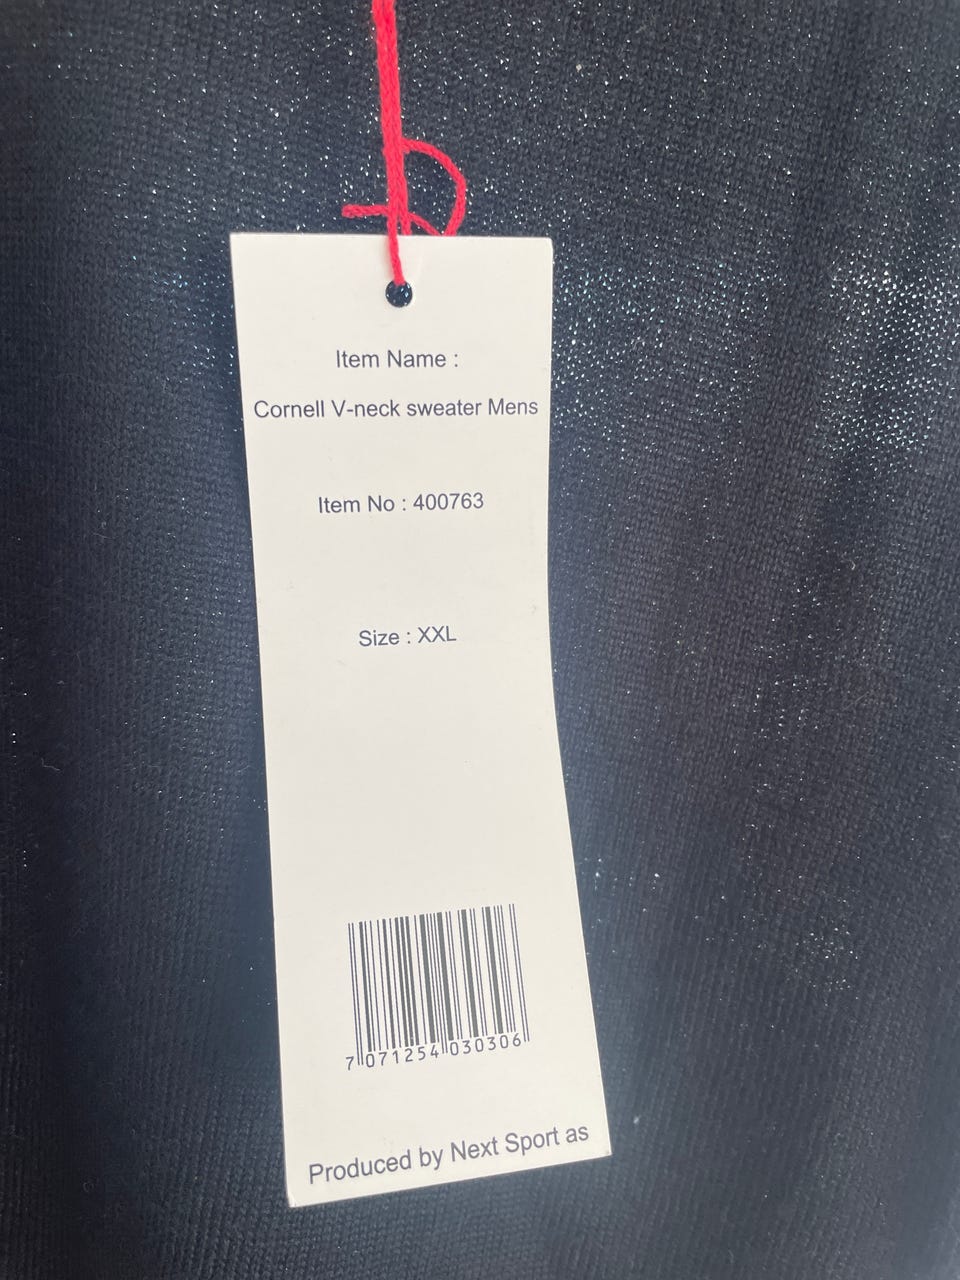 Item Name :
Cornell V-neck sweater Mens
Item No : 400763
Size : XXL
7 071254 030306
Produced by Next Sport as